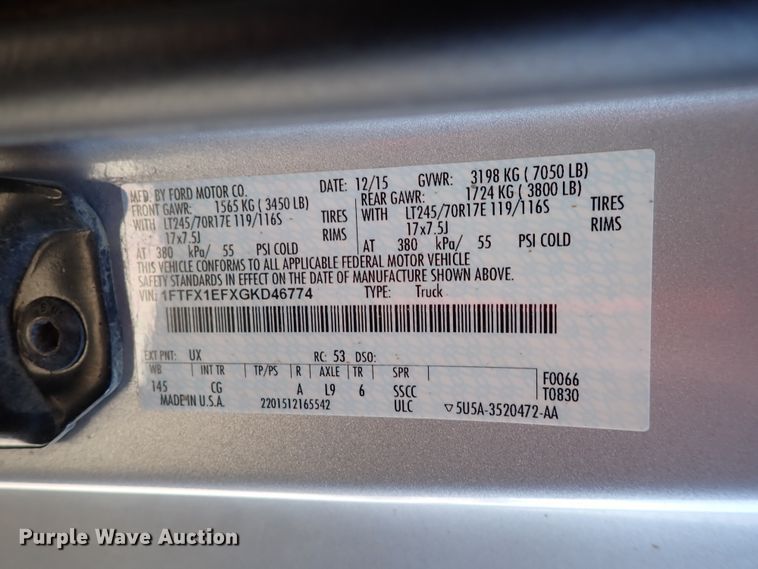 MFD. BY FORD MOTOR CO. DATE: 12/15 GVWR: 3198 KG ( 7050 LB)
FRONT GAWR: 1565 KG ( 3450 LB) REAR GAWR: 1724 KG ( 3800 LB)
WITH LT245/70R17E 119/116S TIRES WITH LT245/70R17E 119/116S TIRES
17x7.5J RIMS 17x7.5J RIMS
AT 380 kPa/ 55 PSI COLD AT 380 kPa/ 55 PSI COLD
THIS VEHICLE CONFORMS TO ALL APPLICABLE FEDERAL MOTOR VEHICLE
SAFETY STANDARDS IN EFFECT ON THE DATE OF MANUFACTURE SHOWN ABOVE.
VIN: 1FTFX1EFXGKD46774 TYPE: Truck
EXT PNT: UX RC: 53 DSO:
WB INT TR TP/PS R AXLE TR SPR F0066
145 CG A L9 6 SSCC T0830
MADE IN U.S.A. 2201512165542 ULC ▽5U5A-3520472-AA
Purple Wave Auction